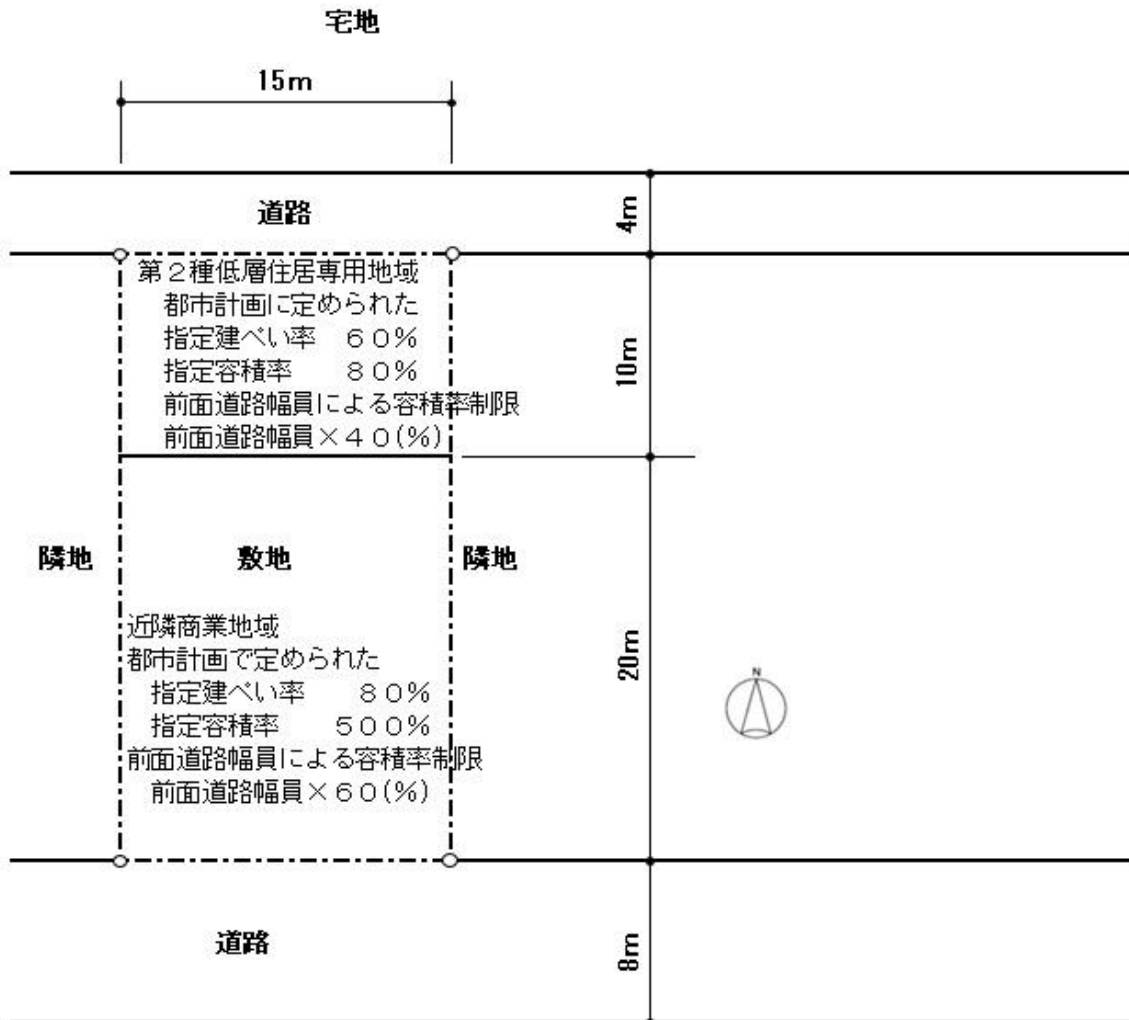 宅地
15m
道路
4m
第２種低層住居専用地域
都市計画に定められた
指定建ぺい率　６０％
指定容積率　　８０％
前面道路幅員による容積率制限
前面道路幅員×４０(％)
10m
隣地
敷地
隣地
近隣商業地域
都市計画で定められた
指定建ぺい率　　８０％
指定容積率　　５００％
前面道路幅員による容積率制限
前面道路幅員×６０(％)
20m
N
道路
8m